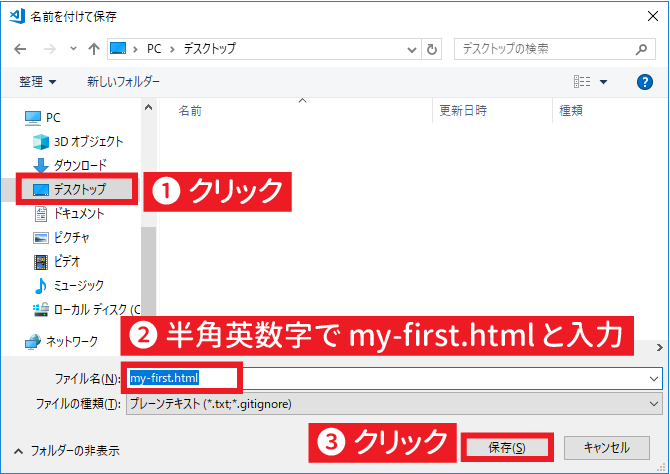 名前を付けて保存
PC › デスクトップ
デスクトップの検索
整理
新しいフォルダー
名前
更新日時
種類
PC
3D オブジェクト
ダウンロード
デスクトップ
❶ クリック
ドキュメント
ピクチャ
ビデオ
ミュージック
ローカル ディスク (C
ネットワーク
❷ 半角英数字で my-first.html と入力
ファイル名(N):
my-first.html
ファイルの種類(T):
プレーンテキスト (*.txt;*.gitignore)
❸ クリック
フォルダーの非表示
保存(S)
キャンセル